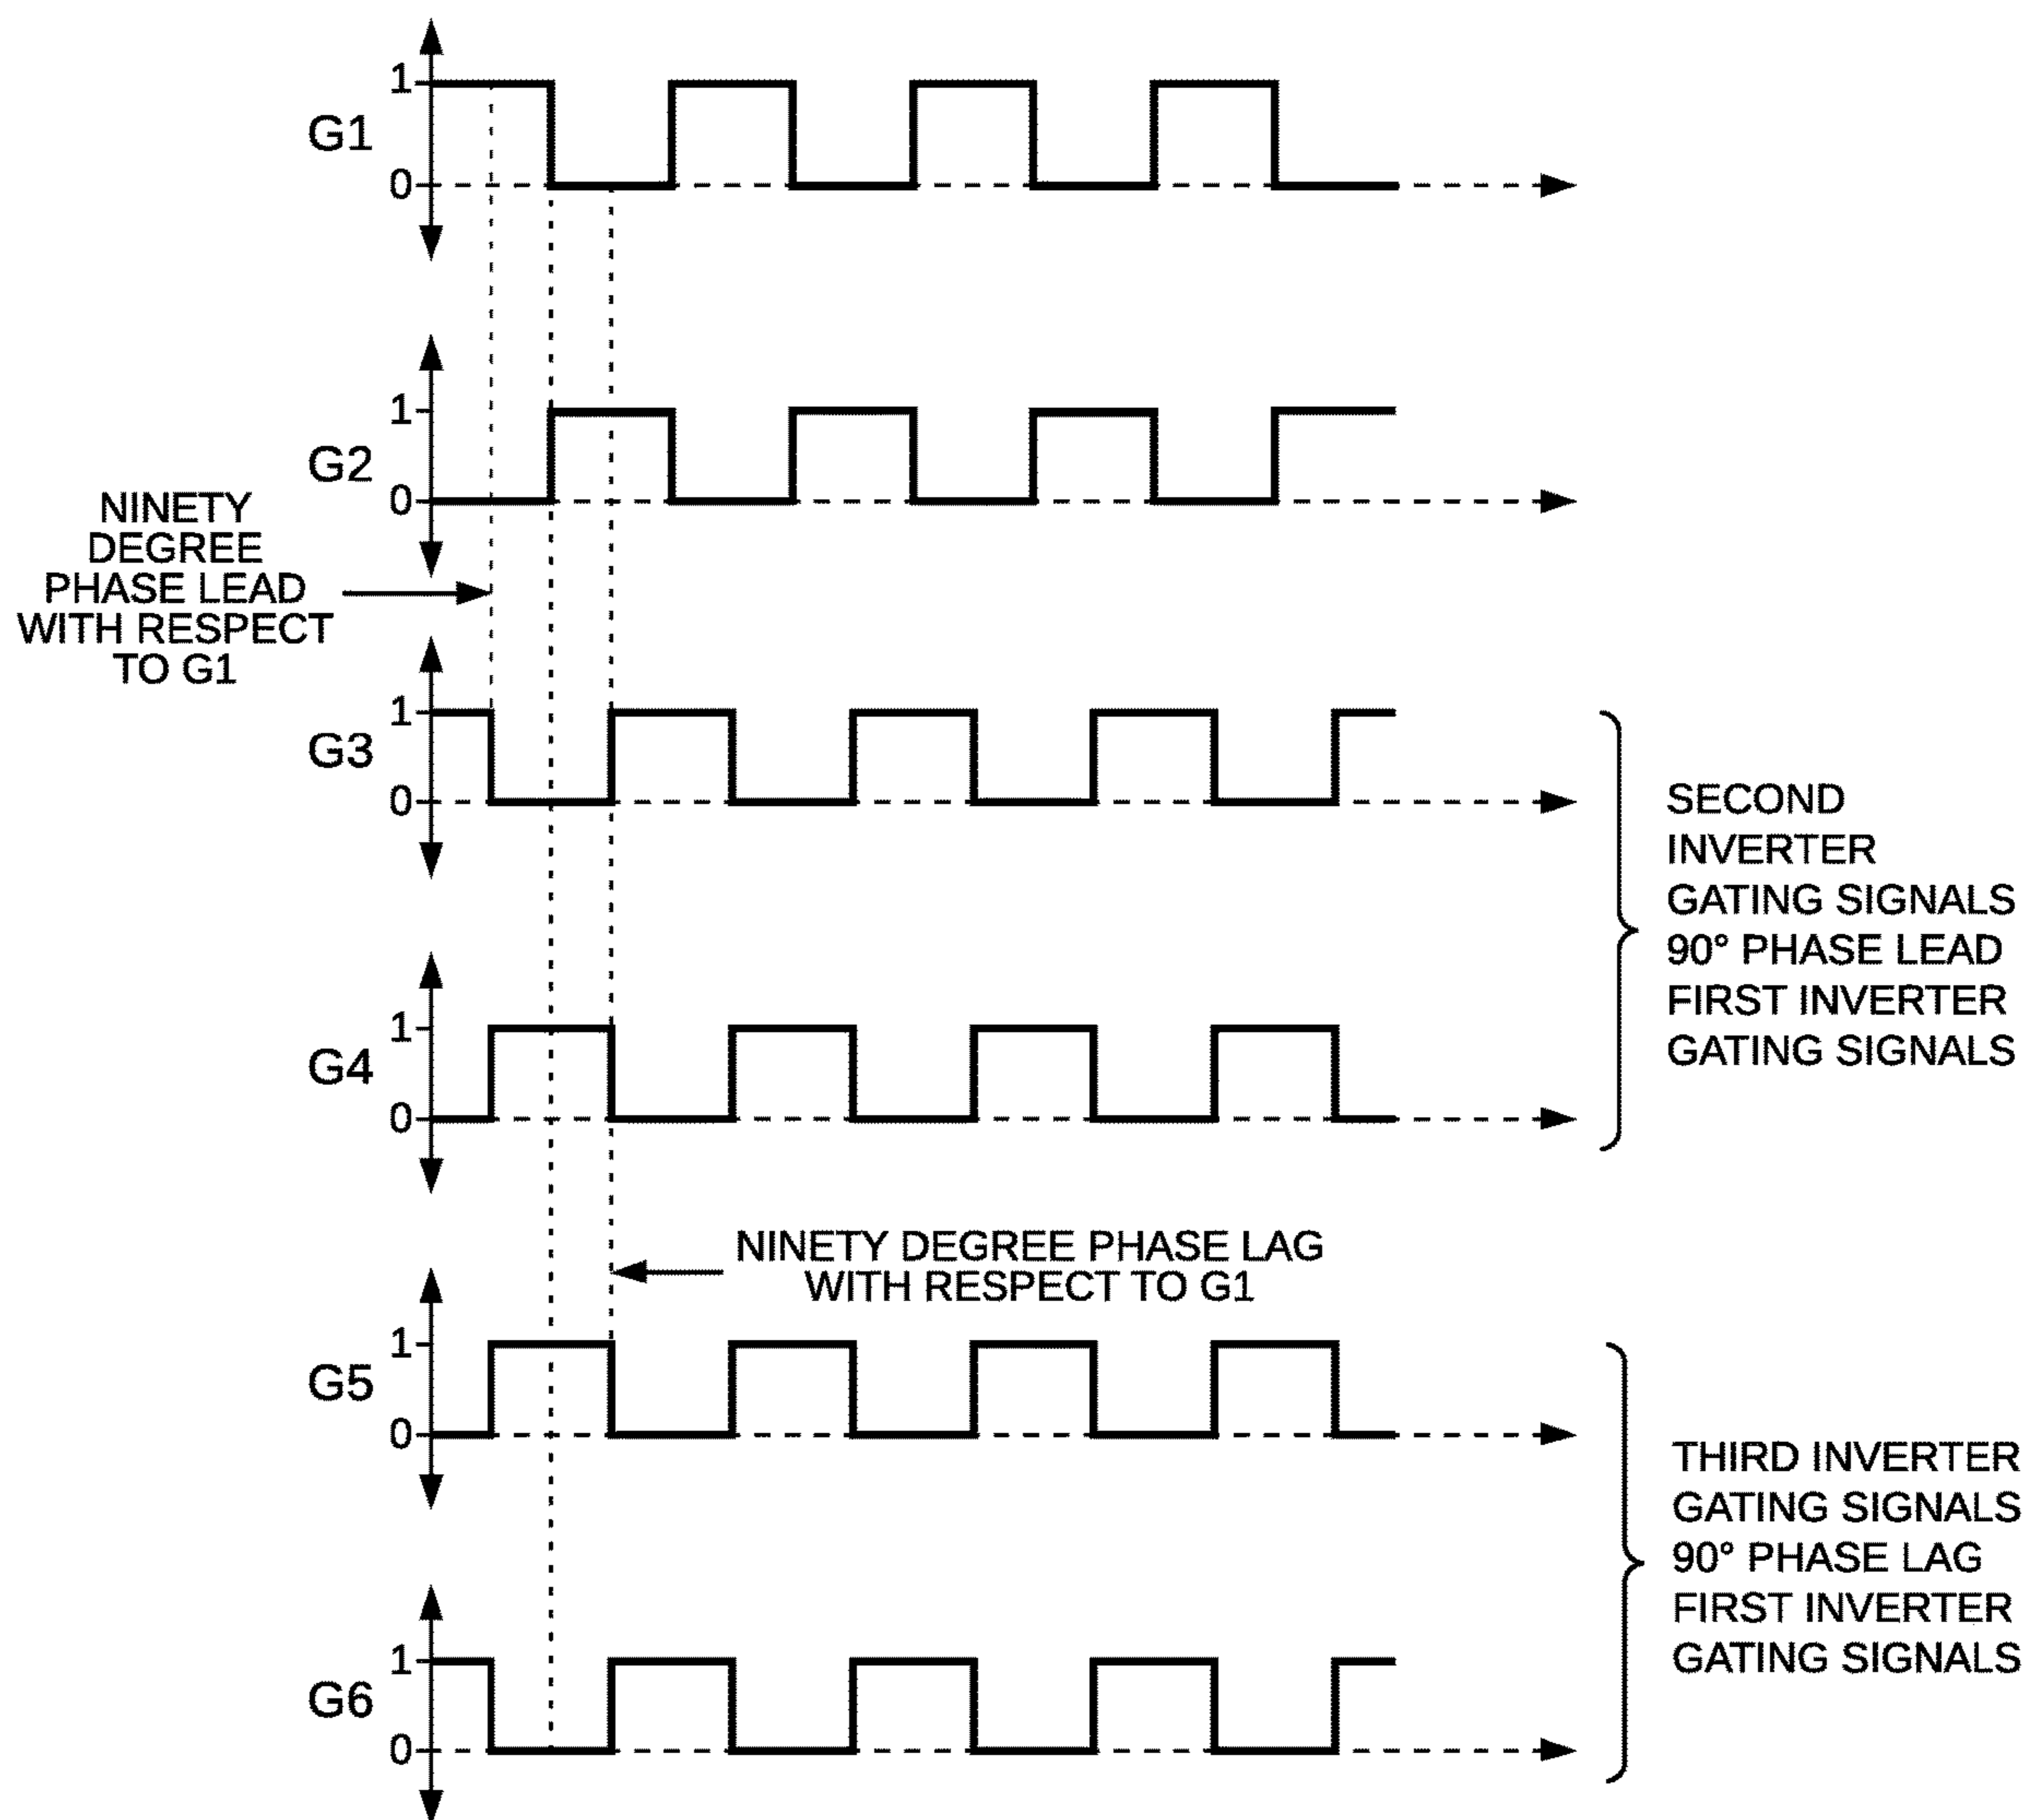 1
G1
0
1
G2
0
NINETY
DEGREE
PHASE LEAD
WITH RESPECT
TO G1
1
G3
0
SECOND
INVERTER
GATING SIGNALS
90° PHASE LEAD
FIRST INVERTER
GATING SIGNALS
1
G4
0
NINETY DEGREE PHASE LAG
WITH RESPECT TO G1
1
G5
0
THIRD INVERTER
GATING SIGNALS
90° PHASE LAG
FIRST INVERTER
GATING SIGNALS
1
G6
0